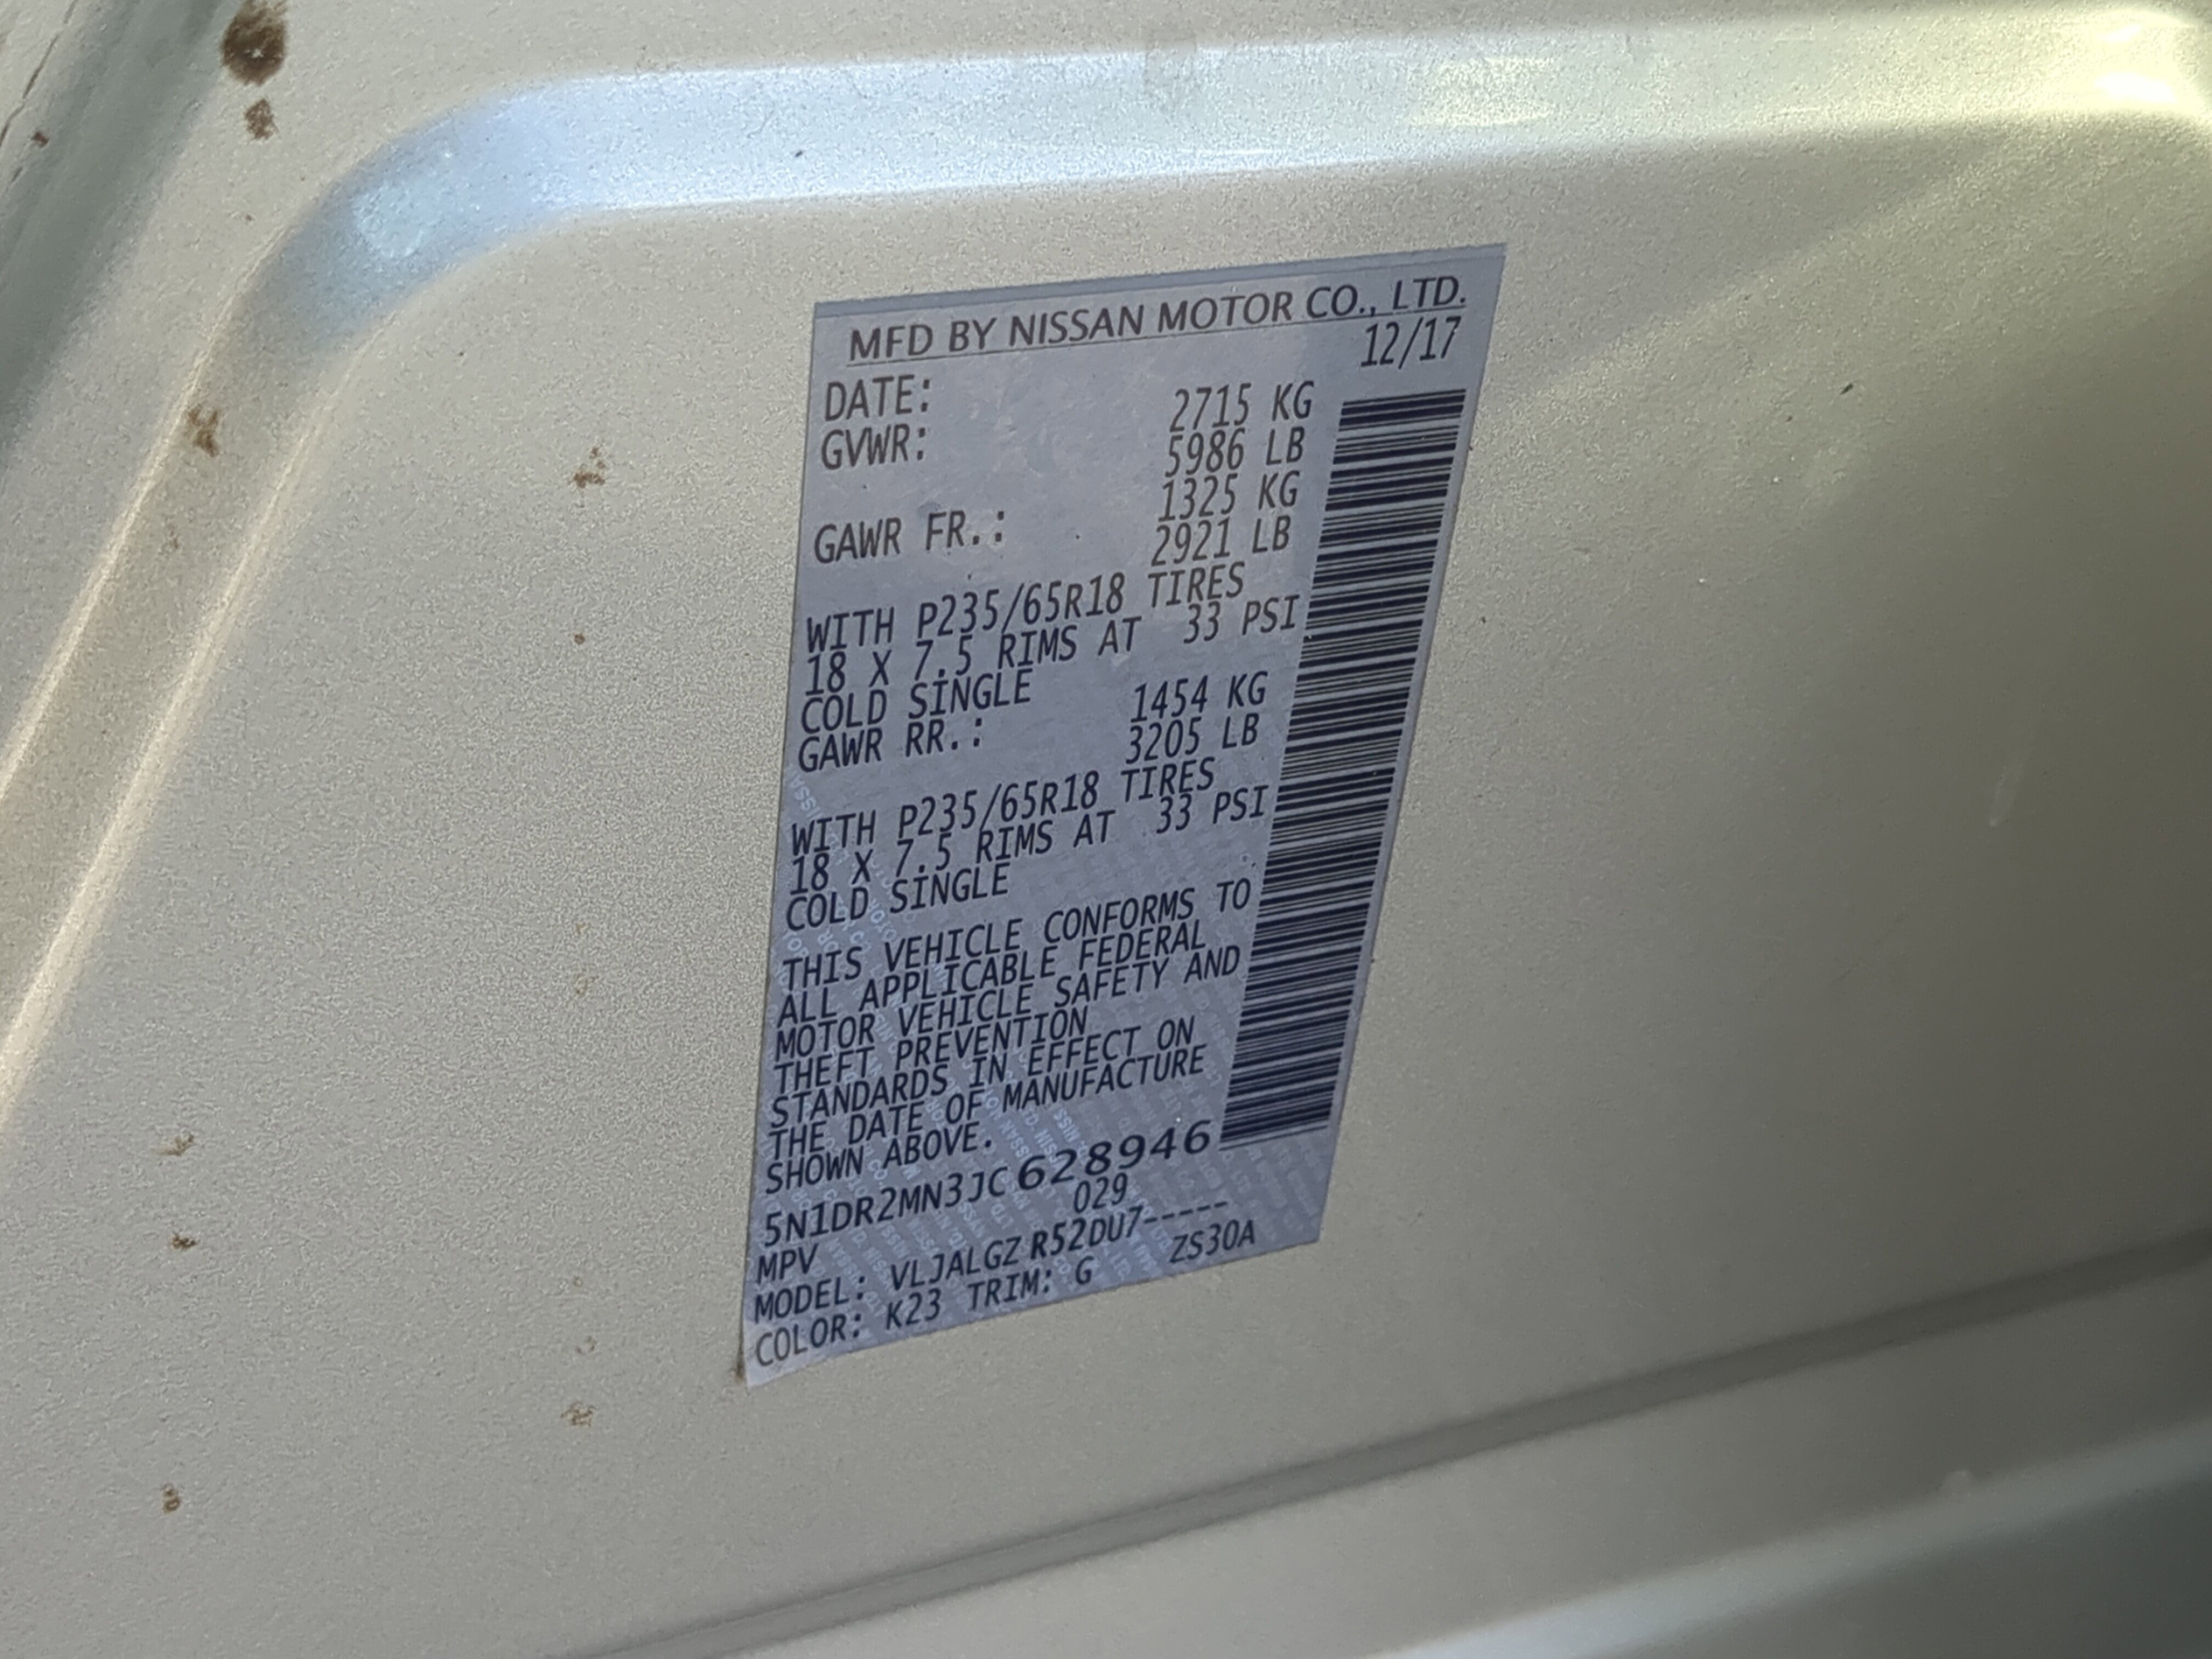 MFD BY NISSAN MOTOR CO., LTD.
DATE: 12/17
GVWR: 2715 KG
5986 LB
GAWR FR.: 1325 KG
2921 LB
WITH P235/65R18 TIRES
18 X 7.5 RIMS AT 33 PSI
COLD SINGLE
GAWR RR.: 1454 KG
3205 LB
WITH P235/65R18 TIRES
18 X 7.5 RIMS AT 33 PSI
COLD SINGLE
THIS VEHICLE CONFORMS TO
ALL APPLICABLE FEDERAL
MOTOR VEHICLE SAFETY AND
THEFT PREVENTION
STANDARDS IN EFFECT ON
THE DATE OF MANUFACTURE
SHOWN ABOVE.
5N1DR2MN3JC628946
MPV 029
MODEL: VLJALGZ R52DU7-----
COLOR: K23 TRIM: G ZS30A